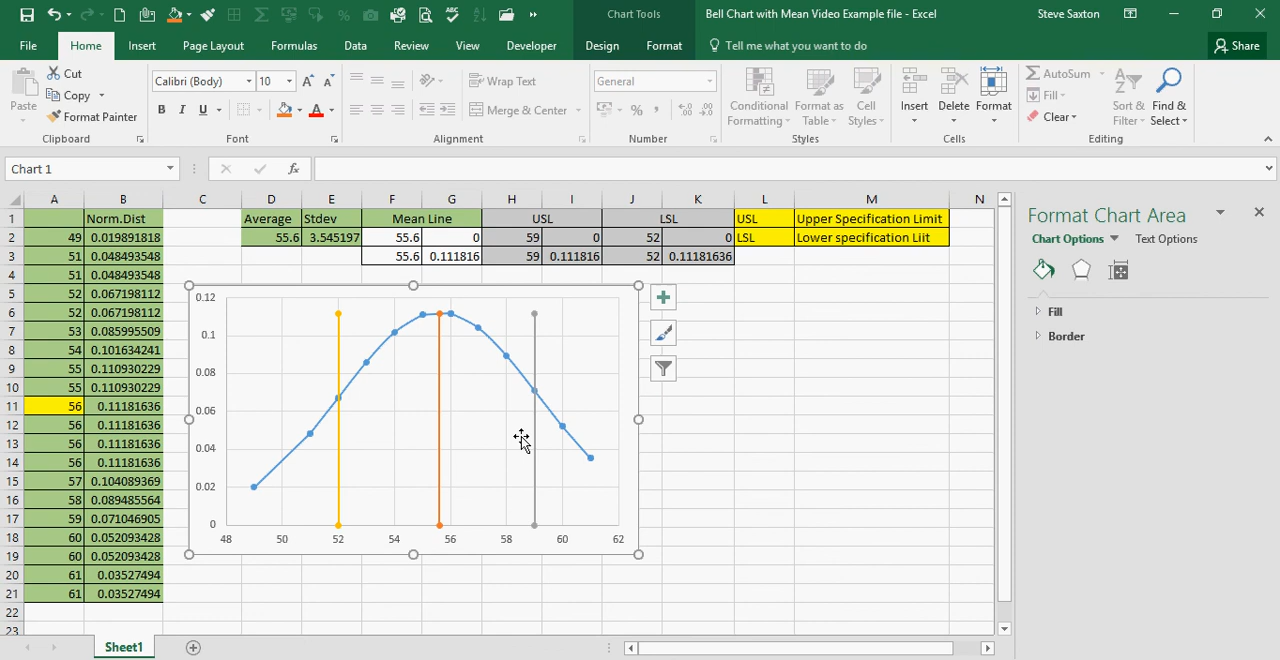 Chart Tools
Bell Chart with Mean Video Example file - Excel
Steve Saxton
File Home Insert Page Layout Formulas Data Review View Developer Design Format Tell me what you want to do Share
Cut
Copy
Paste
Format Painter
Clipboard
Calibri (Body) 10
B I U
Font
Wrap Text
Merge & Center
Alignment
General
%
Number
Conditional Formatting
Format as Table
Cell Styles
Styles
Insert
Delete
Format
Cells
AutoSum
Fill
Clear
Sort & Filter
Find & Select
Editing
Chart 1
fx
A B C D E F G H I J K L M N
1 Norm.Dist Average Stdev Mean Line USL LSL USL Upper Specification Limit
2 49 0.019891818 55.6 3.545197 55.6 0 59 0 52 0 LSL Lower specification Liit
3 51 0.048493548 55.6 0.111816 59 0.111816 52 0.11181636
4 51 0.048493548
5 52 0.067198112
6 52 0.067198112
7 53 0.085995509
8 54 0.101634241
9 55 0.110930229
10 55 0.110930229
11 56 0.11181636
12 56 0.11181636
13 56 0.11181636
14 56 0.11181636
15 57 0.104089369
16 58 0.089485564
17 59 0.071046905
18 60 0.052093428
19 60 0.052093428
20 61 0.03527494
21 61 0.03527494
22
23
0.12
0.1
0.08
0.06
0.04
0.02
0
48 50 52 54 56 58 60 62
Format Chart Area
Chart Options Text Options
Fill
Border
Sheet1